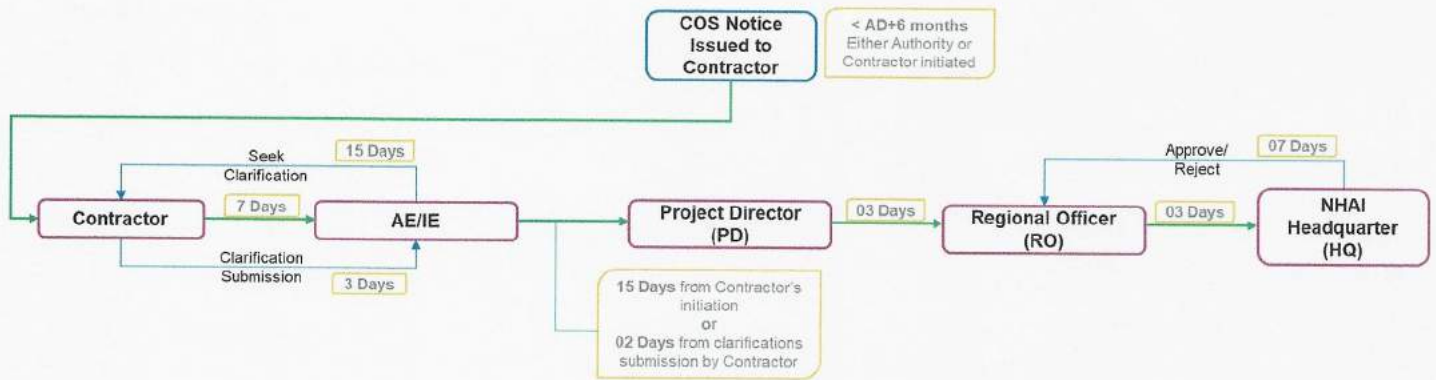 COS Notice
Issued to
Contractor
< AD+6 months
Either Authority or
Contractor initiated
Seek
Clarification
15 Days
Approve/
Reject
07 Days
Contractor
7 Days
AE/IE
Project Director
(PD)
03 Days
Regional Officer
(RO)
03 Days
NHAI
Headquarter
(HQ)
Clarification
Submission
3 Days
15 Days from Contractor's
initiation
or
02 Days from clarifications
submission by Contractor